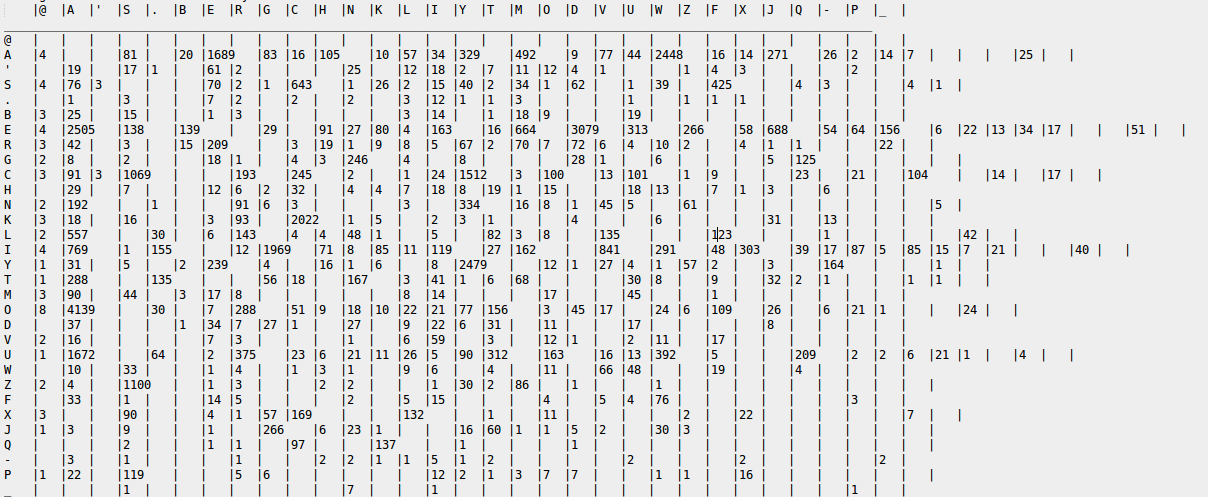 |@ |A |' |S |. |B |E |R |G |C |H |N |K |L |I |Y |T |M |O |D |V |U |W |Z |F |X |J |Q |- |P |_ |
@ | | | | | | | | | | | | | | | | | | | | | | | | | | | | | | | |
A |4 | | |81 | |20 |1689 |83 |16 |105 |10 |57 |34 |329 |492 |9 |77 |44 |2448 |16 |14 |271 |26 |2 |14 |7 | | | |25 | |
' | |19 | |17 |1 | |61 |2 | | | |25 | |12 |18 |2 |7 |11 |12 |4 |1 | | |1 |4 |3 | | | |2 | |
S |4 |76 |3 | | | |70 |2 |1 |643 |1 |26 |2 |15 |40 |2 |34 |1 |62 | |1 |39 | |425 | |4 |3 | | |4 |1 |
. | |1 | |3 | | |7 |2 | |2 | |2 | |3 |12 |1 |1 |3 | | | |1 | |1 |1 |1 | | | | | |
B |3 |25 | |15 | | |1 |3 | | | | | |3 |14 | |1 |18 |9 | | |19 | | | | | | | | | |
E |4 |2505 |138 |139 | |29 | |91 |27 |80 |4 |163 |16 |664 |3079 |313 |266 |58 |688 |54 |64 |156 |6 |22 |13 |34 |17 | | |51 | |
R |3 |42 | |3 | |15 |209 | |3 |19 |1 |9 |8 |5 |67 |2 |70 |7 |72 |6 |4 |10 |2 | |4 |1 |1 | | |22 | |
G |2 |8 | |2 | | |18 |1 | |4 |3 |246 |4 | |8 | | | |28 |1 | |6 | | | |5 |125 | | | | |
C |3 |91 |3 |1069 | |193 |245 |2 | |1 |24 |1512 |3 |100 |13 |101 |1 |9 | |23 | |21 |104 | |14 | |17 | |
H | |29 | |7 | | |12 |6 |2 |32 | |4 |4 |7 |18 |8 |19 |1 |15 | | |18 |13 | |7 |1 |3 | |6 | | |
N |2 |192 | |1 | | |91 |6 |3 | | | |3 | |334 |16 |8 |1 |45 |5 | |61 | | | | | | | |5 |
K |3 |18 | |16 | | |3 |93 | |2022 |1 |5 | |2 |3 |1 | | |4 | | |6 | | | |31 |13 | | |
L |2 |557 | |30 | |6 |143 |4 |4 |48 |1 | |5 | |82 |3 |8 | |135 | |123 | | |1 | | | | |42 | |
I |4 |769 |1 |155 | |12 |1969 |71 |8 |85 |11 |119 |27 |162 |841 |291 |48 |303 |39 |17 |87 |5 |85 |15 |7 |21 | | |40 | |
Y |1 |31 | |5 | |2 |239 |4 | |16 |1 |6 | |8 |2479 |12 |1 |27 |4 |1 |57 |2 | |3 | |164 | | |1 | |
T |1 |288 | |135 | | |56 |18 | |167 |3 |41 |1 |6 |68 | | | |30 |8 | |9 | |32 |2 |1 | | |1 |1 | |
M |3 |90 | |44 | |3 |17 |8 | | | | | |8 |14 | | | |17 | | |45 | | |1 | | | | | | |
O |8 |4139 |30 |7 |288 |51 |9 |18 |10 |22 |21 |77 |156 |3 |45 |17 | |24 |6 |109 |26 | |6 |21 |1 | | |24 | |
D | |37 | | | |1 |34 |7 |27 |1 | |27 | |9 |22 |6 |31 | |11 | | |17 | | | | |8 | | | | |
V |2 |16 | | | | |7 |3 | | | |1 | |6 |59 | |3 | |12 |1 | |2 |11 | |17 | | | | | | |
U |1 |1672 |64 | |2 |375 |23 |6 |21 |11 |26 |5 |90 |312 |163 |16 |13 |392 |5 | | |209 |2 |2 |6 |21 |1 | |4 | |
W | |10 | |33 | | |1 |4 | |1 |3 |1 | |9 |6 | |4 | |11 | |66 |48 | | |19 | | |4 | | | |
Z |2 |4 | |1100 | |1 |3 | | |2 |2 | | | |1 |30 |2 |86 | |1 | | |1 | | | | | | | |
F | |33 | |1 | | |14 |5 | | | |2 | |5 |15 | | | |4 | |5 |4 |76 | | | | | | |3 | |
X |3 | | |90 | | |4 |1 |57 |169 | | |132 | | |1 | |11 | | | | |2 | |22 | | | | |7 | |
J |1 |3 | |9 | | |1 | |266 |6 |23 |1 | | |16 |60 |1 |1 |5 |2 | |30 |3 | | | | | | | |
Q | | | |2 | | |1 |1 | |97 | | |137 | | | | | |1 | | | | | | | | | | | |
- | |3 | |1 | | | |1 | | |2 |2 |1 |1 |5 |1 |2 | | | | |2 | | | |2 | | | | |2 |
P |1 |22 | |119 | | |5 |6 | | | | | |12 |2 |1 |3 |7 |7 | | |1 |1 | |16 | | | | | |
_ | | | |1 | | | | | | | |7 | | |1 | | | | | | | | | | | | | | |1 | |